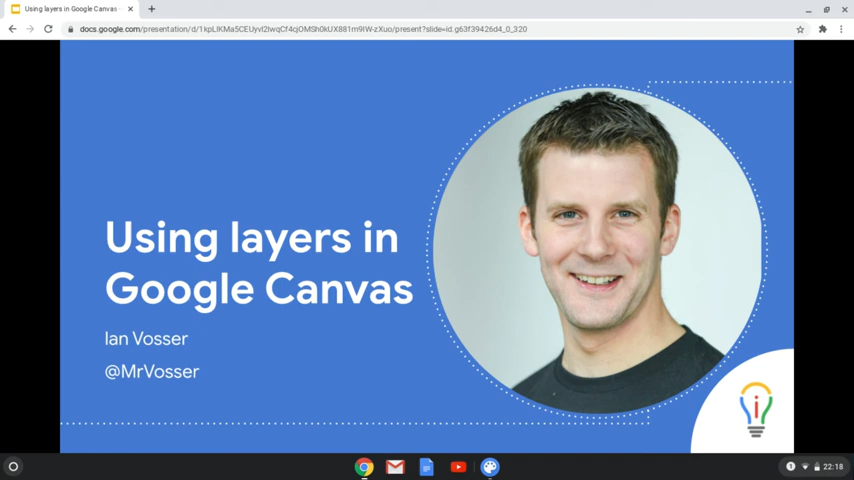 Using layers in Google Canvas
docs.google.com/presentation/d/1kpLIKMa5CEUyvI2lwqCf4cjOMSh0kUX881m9IW-zXuo/present?slide=id.g63f39426d4_0_320
Using layers in
Google Canvas
Ian Vosser
@MrVosser
i
1
22:18